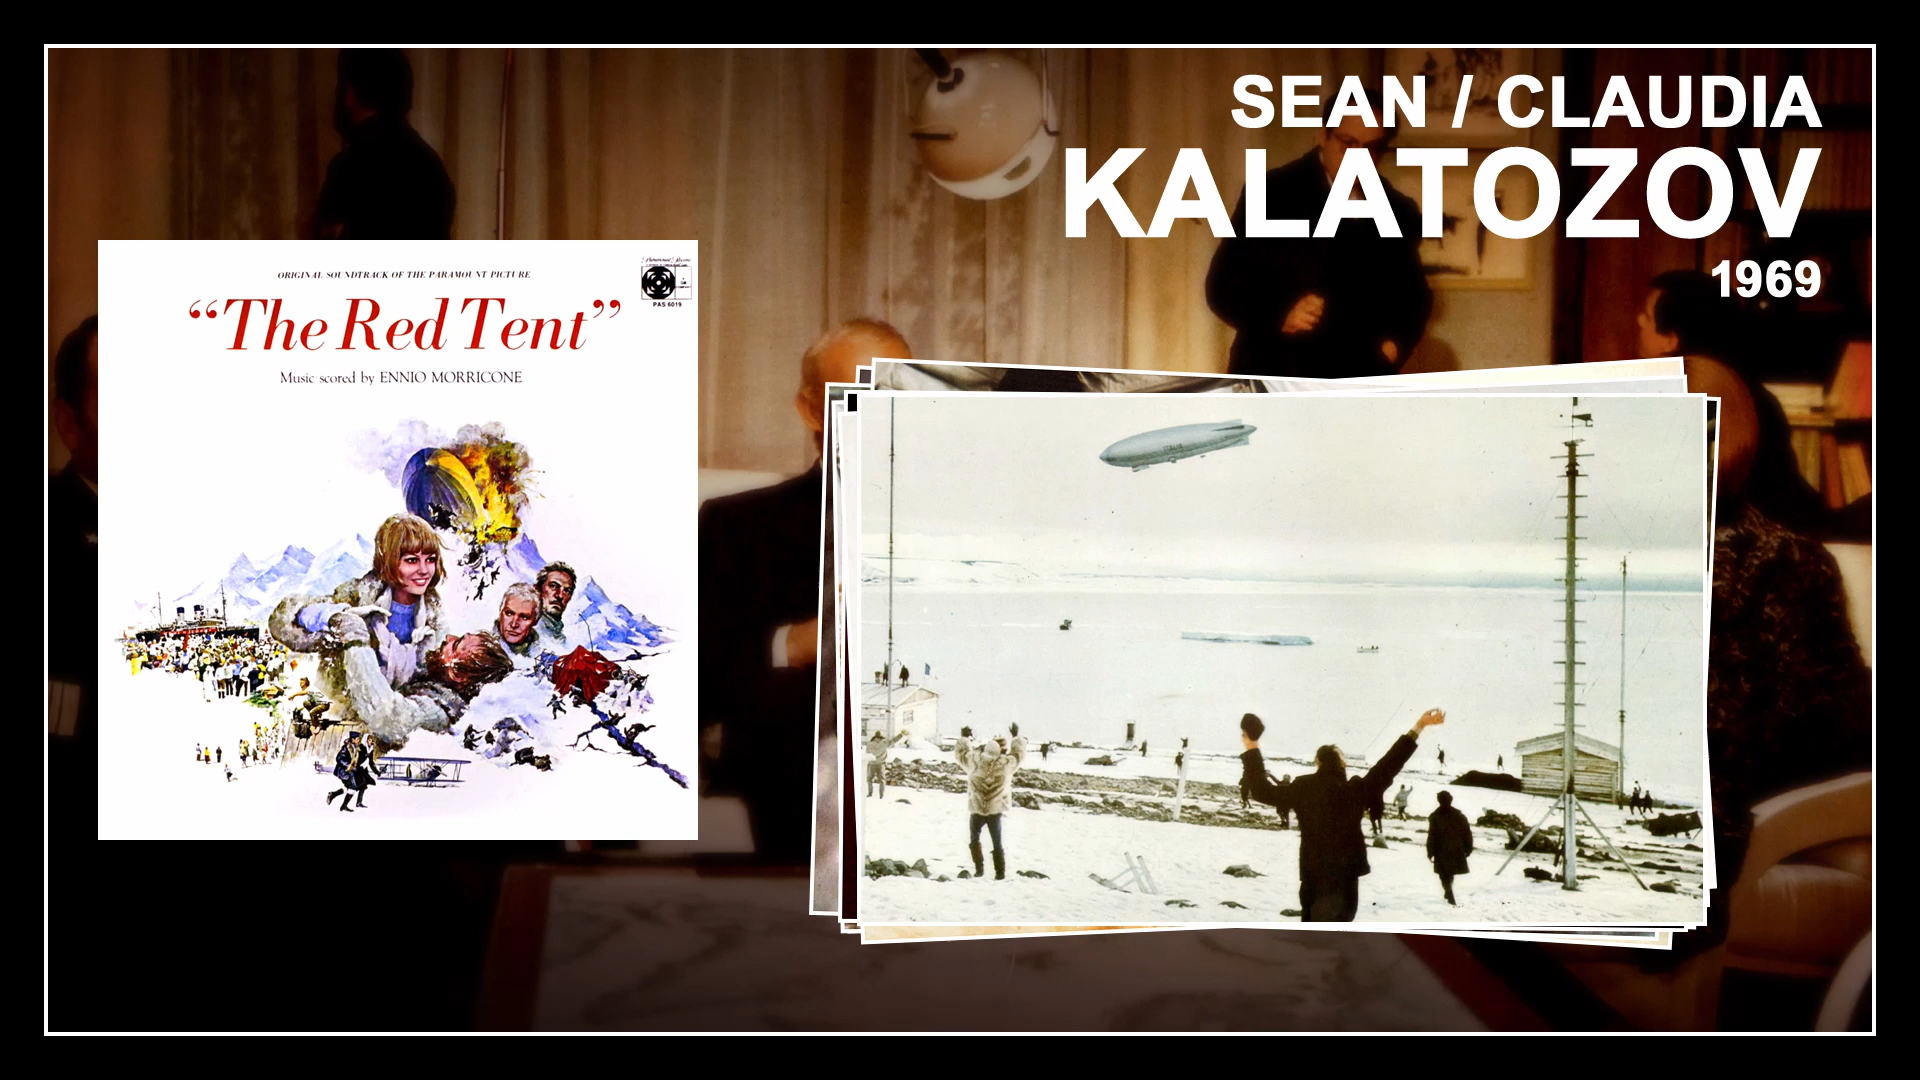 SEAN / CLAUDIA
KALATOZOV
1969
ORIGINAL SOUNDTRACK OF THE PARAMOUNT PICTURE
PAS 6019
“The Red Tent”
Music scored by ENNIO MORRICONE
ITALIA